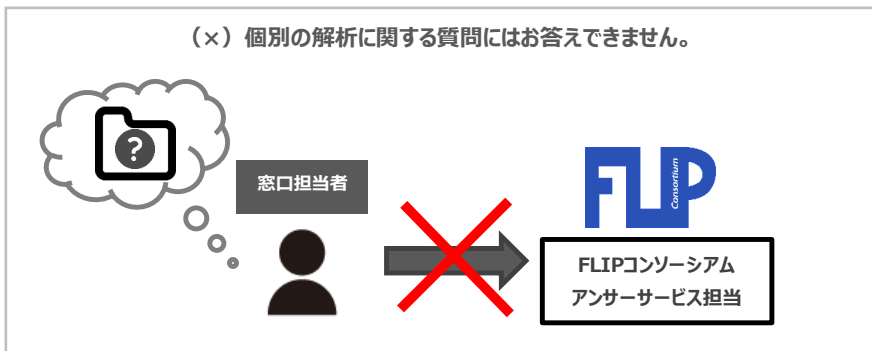 （×）個別の解析に関する質問にはお答えできません。
?
窓口担当者
FLIP
Consortium
FLIPコンソーシアム
アンサーサービス担当